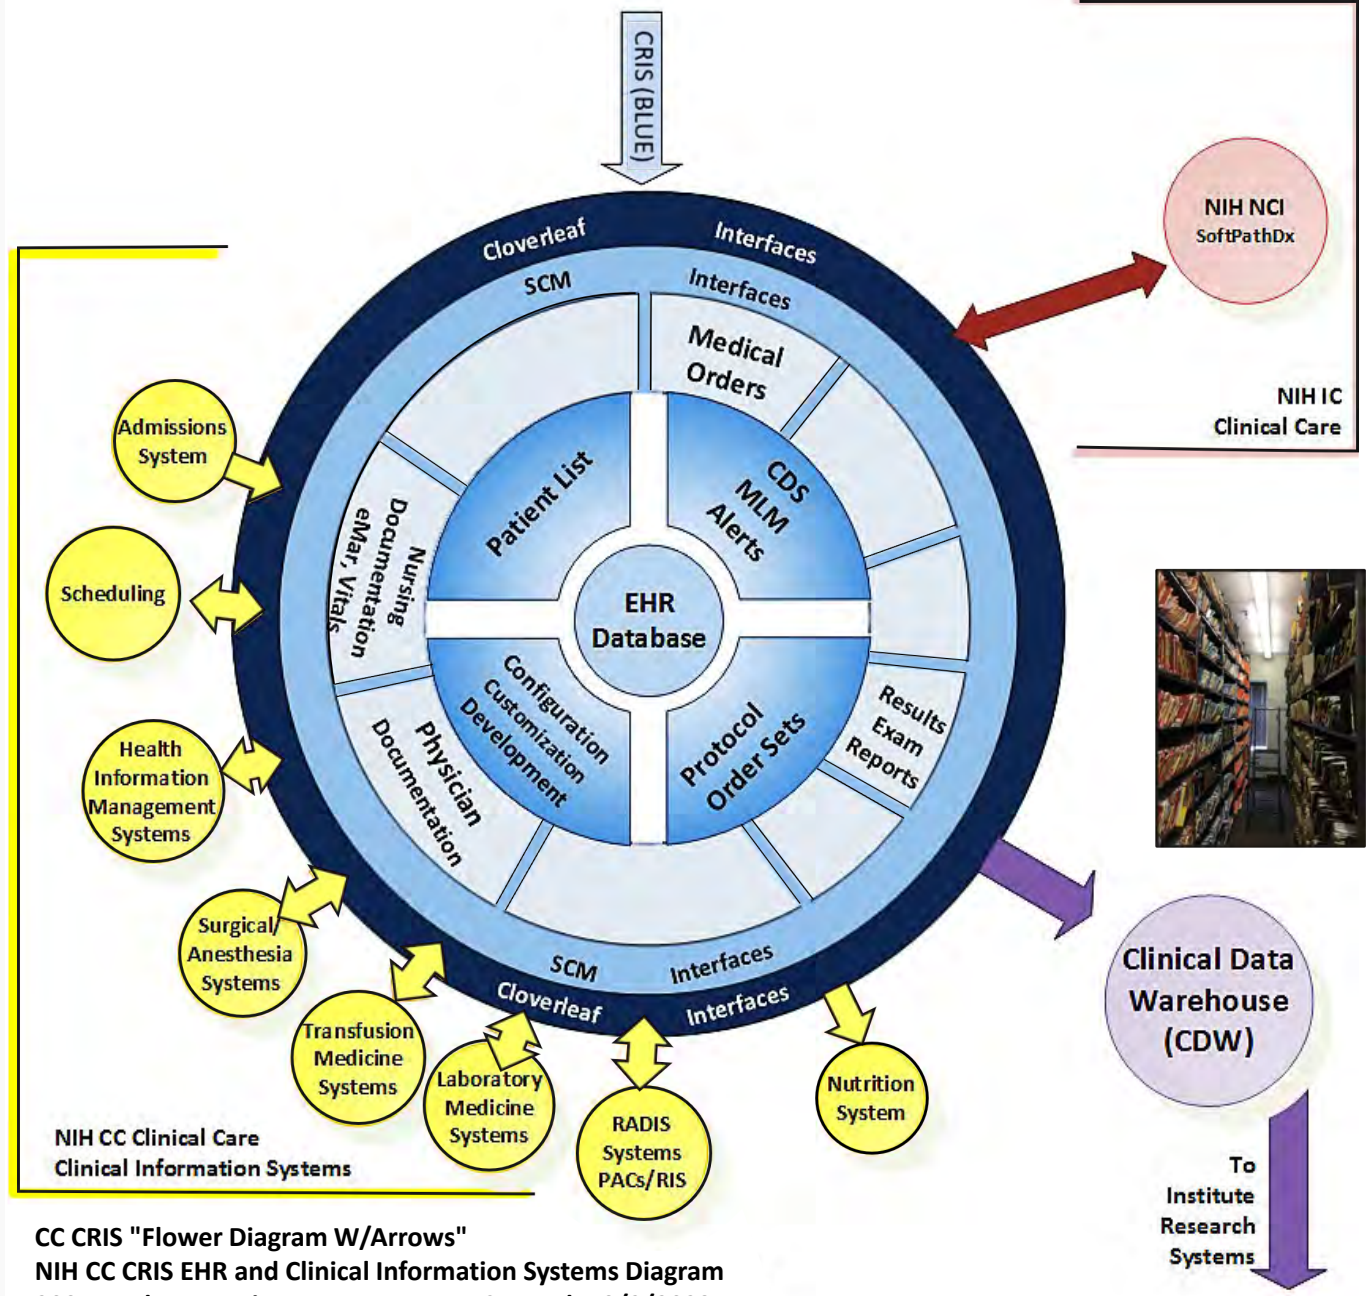 CRIS (BLUE)
Cloverleaf
Interfaces
SCM
Interfaces
Medical
Orders
NIH NCI
SoftPathDx
NIH IC
Clinical Care
Admissions
System
Patient List
CDS
MLM
Alerts
Nursing
Documentation
eMar, Vitals
Scheduling
EHR
Database
Configuration
Customization
Development
Protocol
Order Sets
Results
Exam
Reports
Physician
Documentation
Health
Information
Management
Systems
Surgical/
Anesthesia
Systems
SCM
Interfaces
Cloverleaf
Interfaces
Clinical Data
Warehouse
(CDW)
Transfusion
Medicine
Systems
Laboratory
Medicine
Systems
RADIS
Systems
PACs/RIS
Nutrition
System
NIH CC Clinical Care
Clinical Information Systems
To
Institute
Research
Systems
CC CRIS "Flower Diagram W/Arrows"
NIH CC CRIS EHR and Clinical Information Systems Diagram